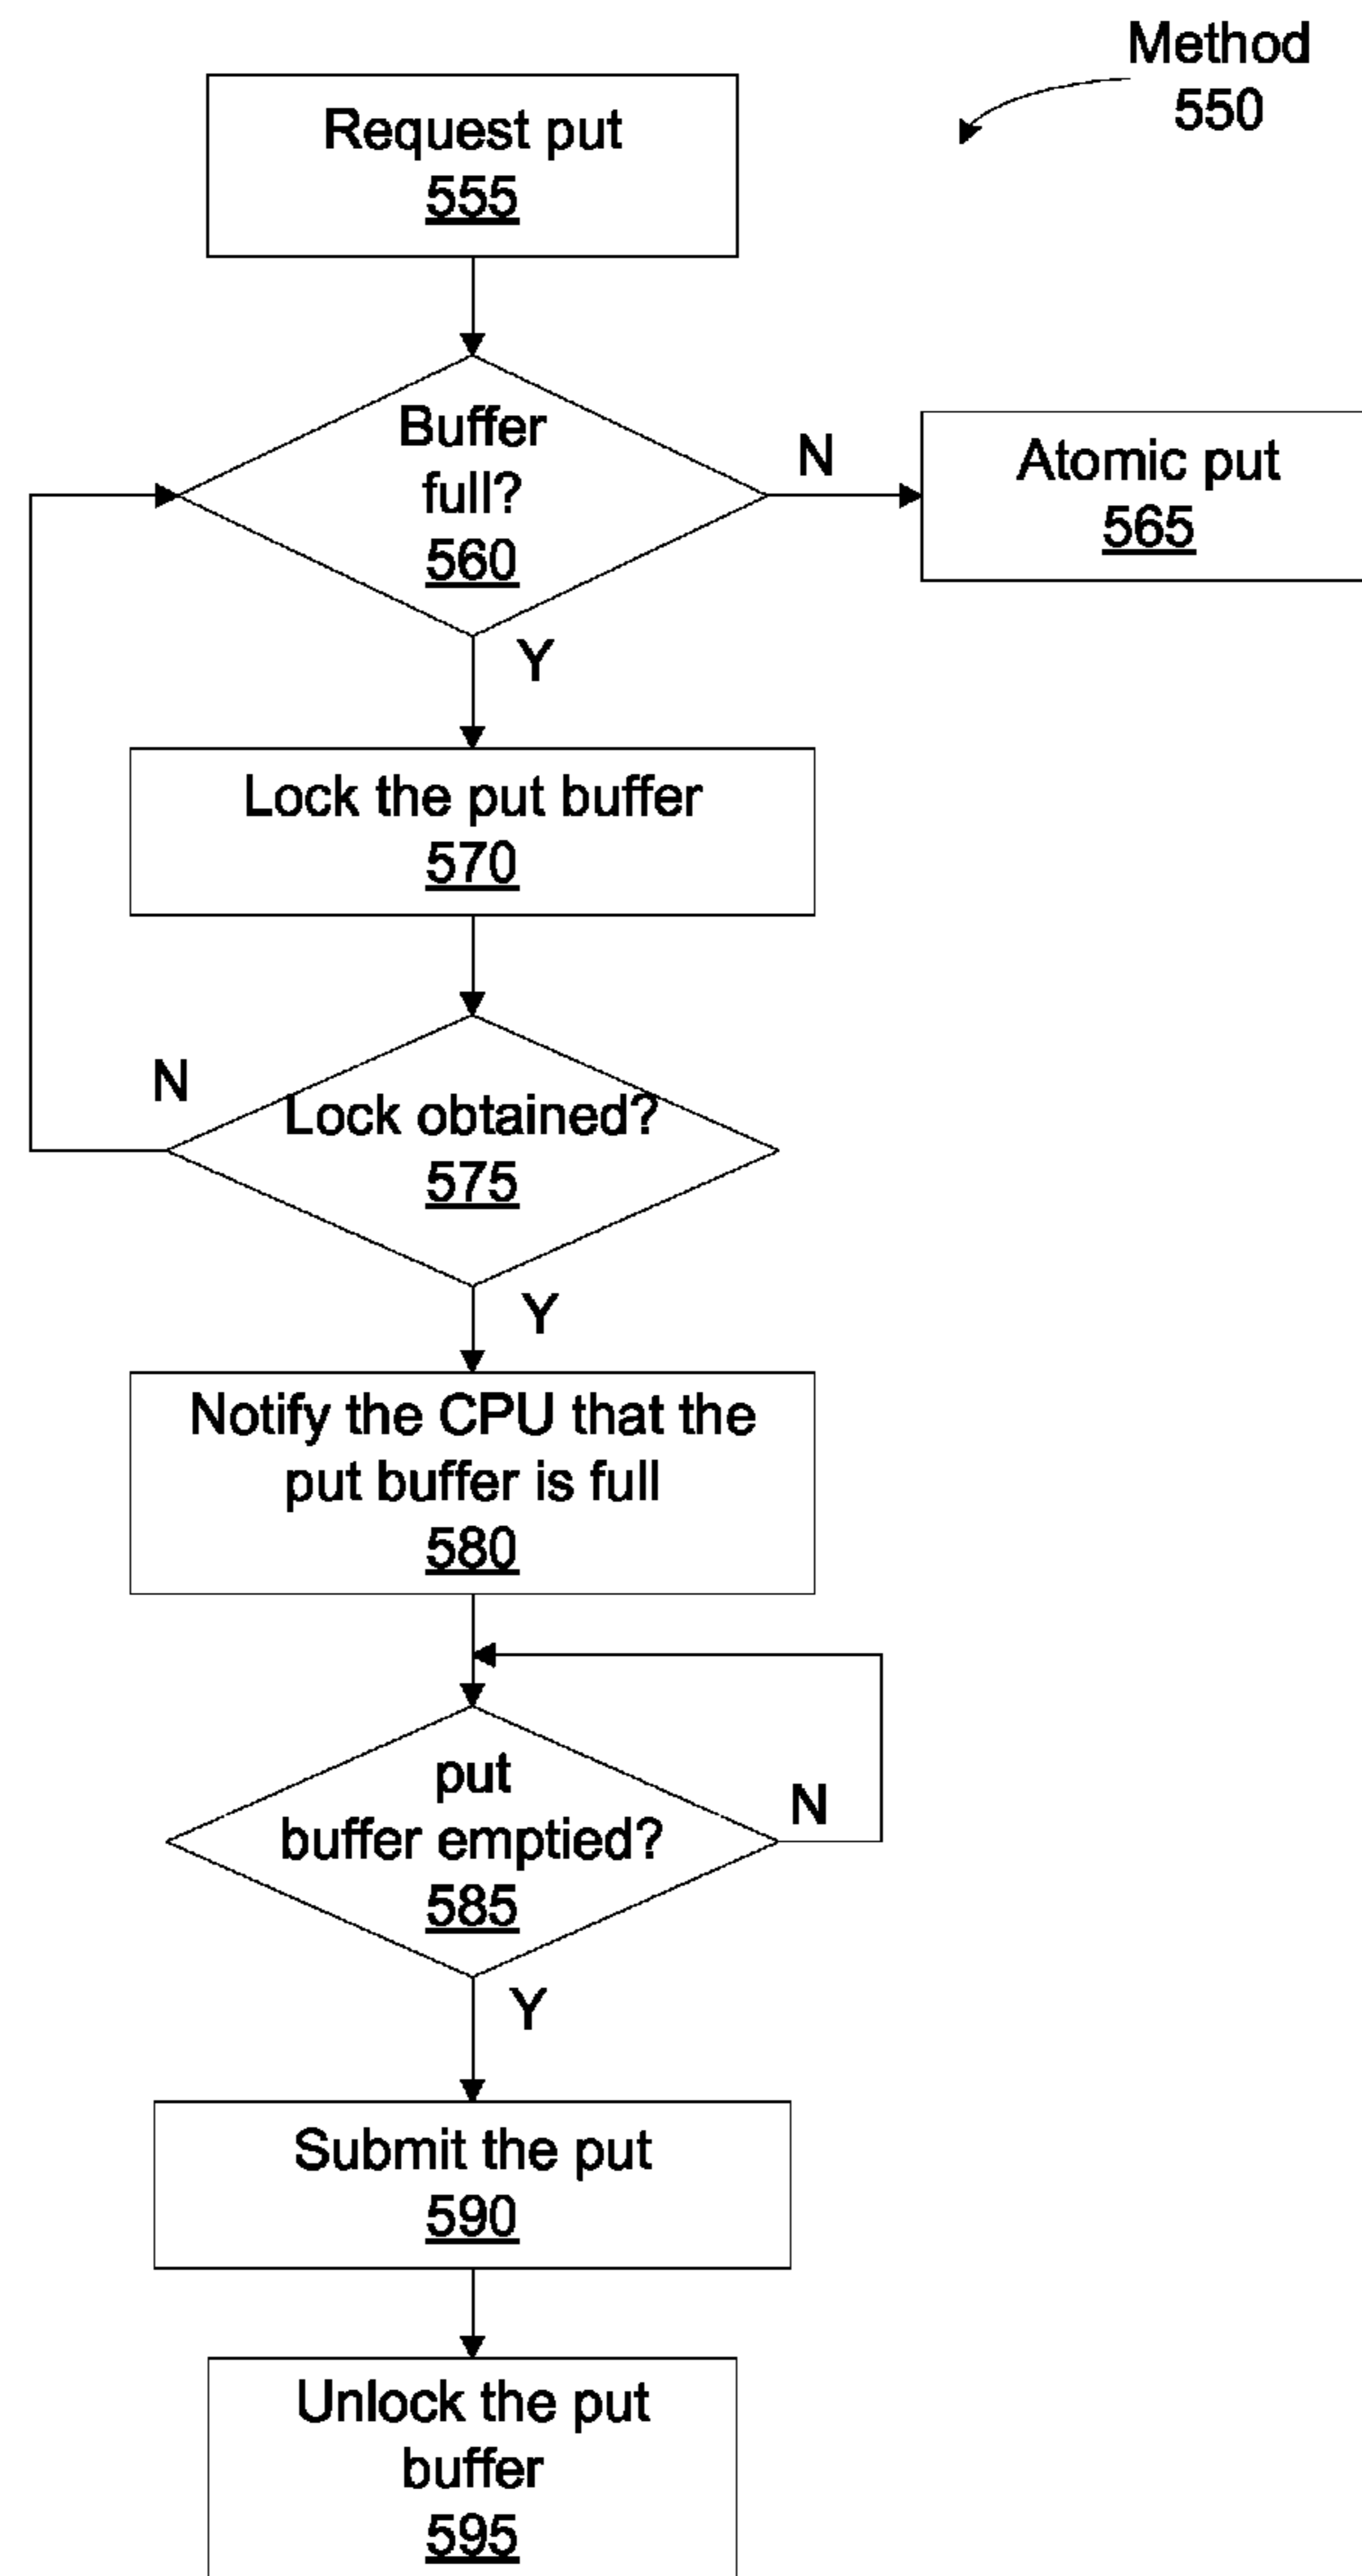 Method
550
Request put
555
Buffer
full?
560
N
Atomic put
565
Y
Lock the put buffer
570
N
Lock obtained?
575
Y
Notify the CPU that the
put buffer is full
580
put
buffer emptied?
585
N
Y
Submit the put
590
Unlock the put
buffer
595